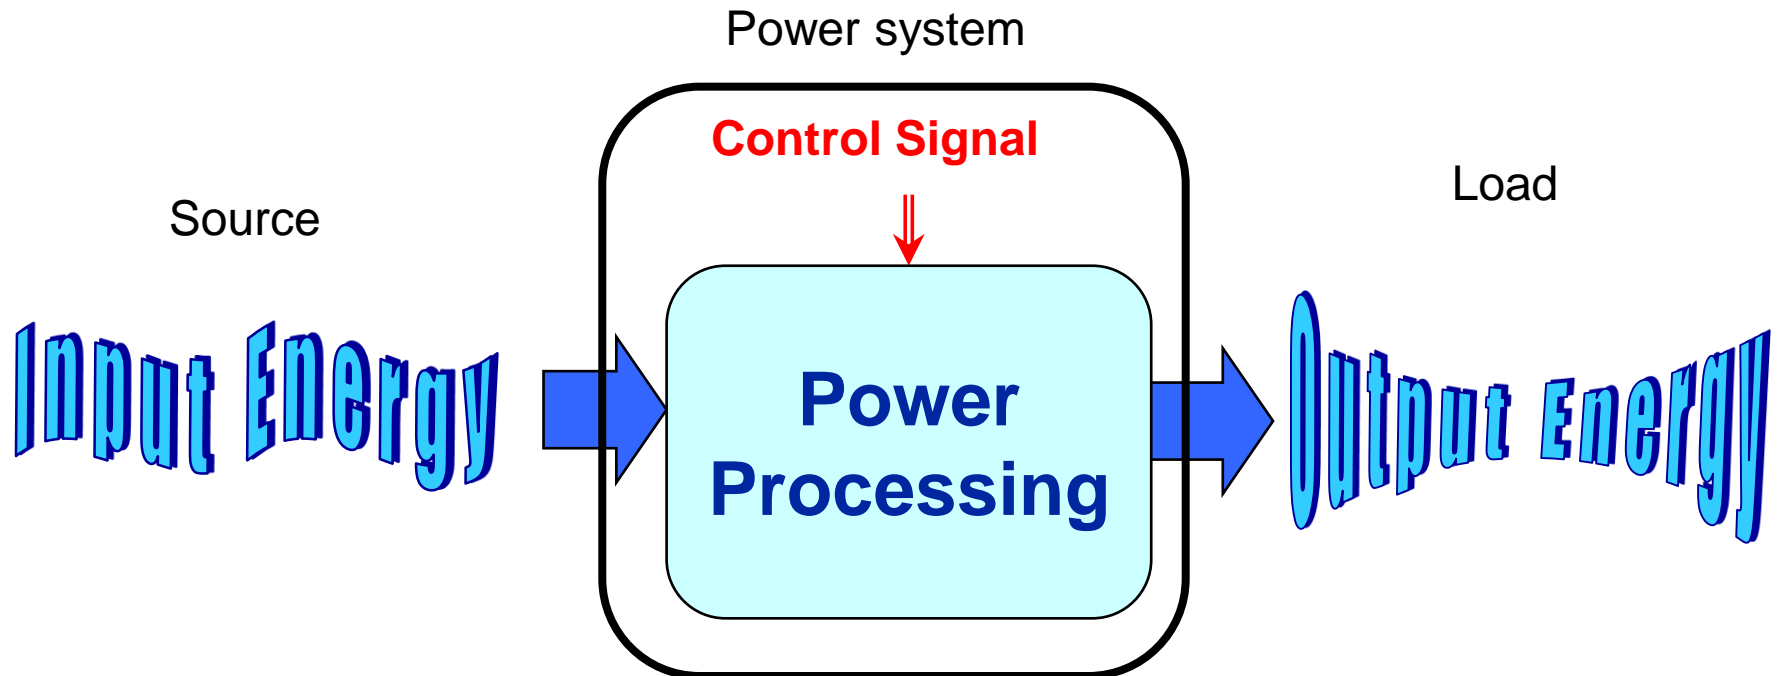 Power system
Control Signal
Source
Load
Input Energy
Power
Processing
Output Energy